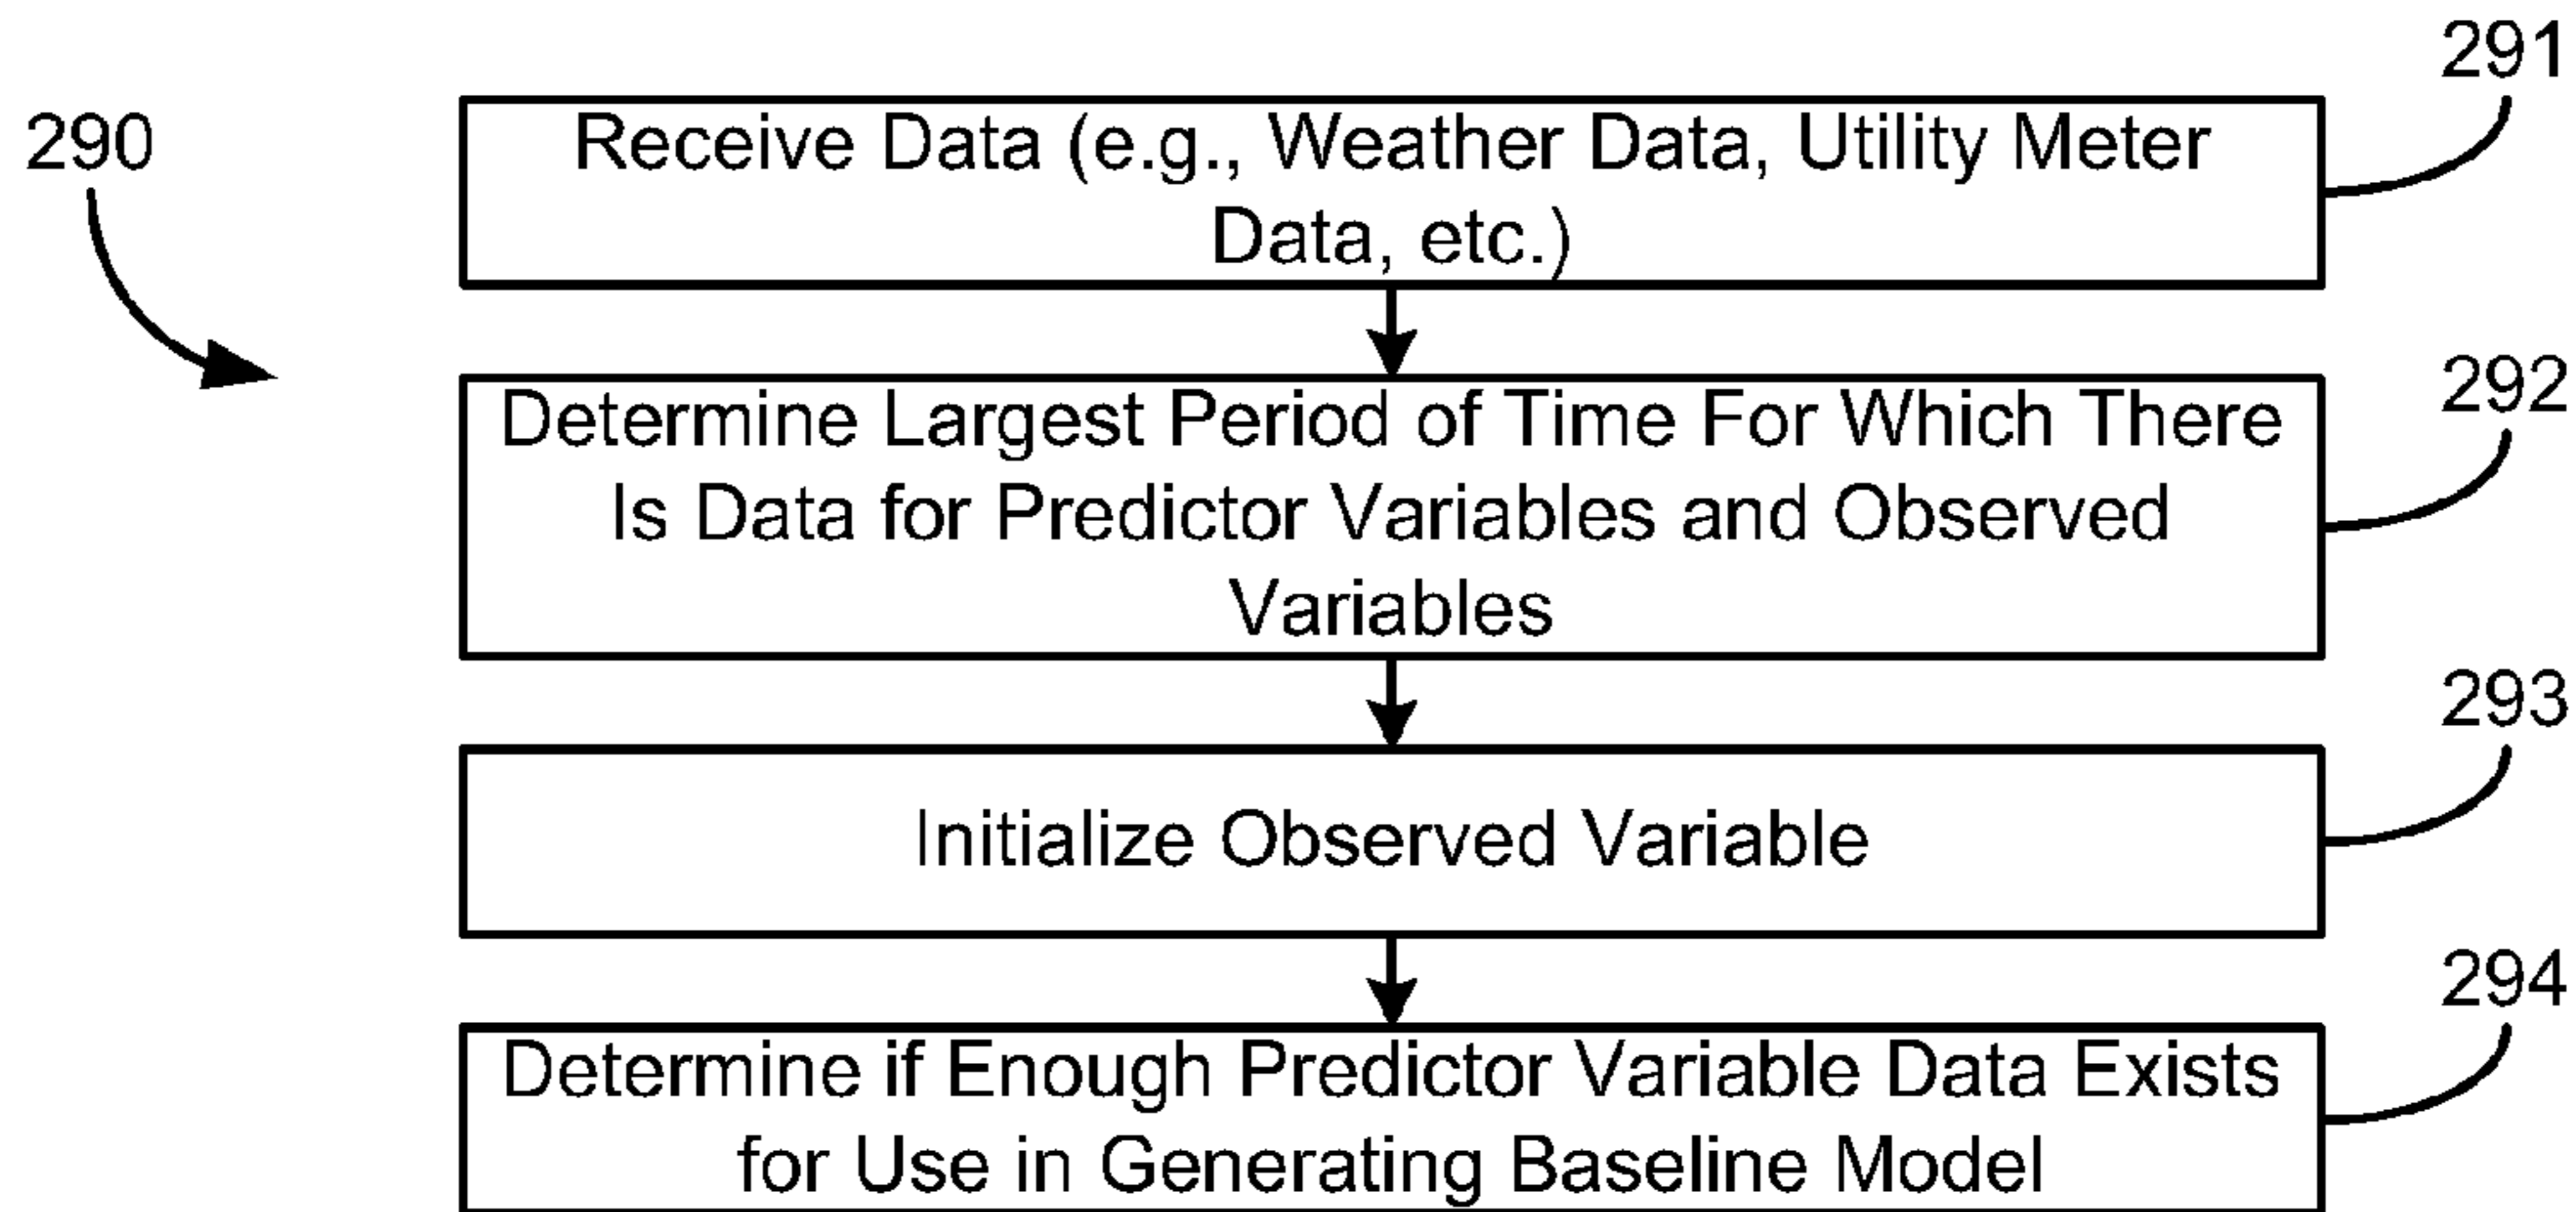 291
290
Receive Data (e.g., Weather Data, Utility Meter
Data, etc.)
292
Determine Largest Period of Time For Which There
Is Data for Predictor Variables and Observed
Variables
293
Initialize Observed Variable
294
Determine if Enough Predictor Variable Data Exists
for Use in Generating Baseline Model